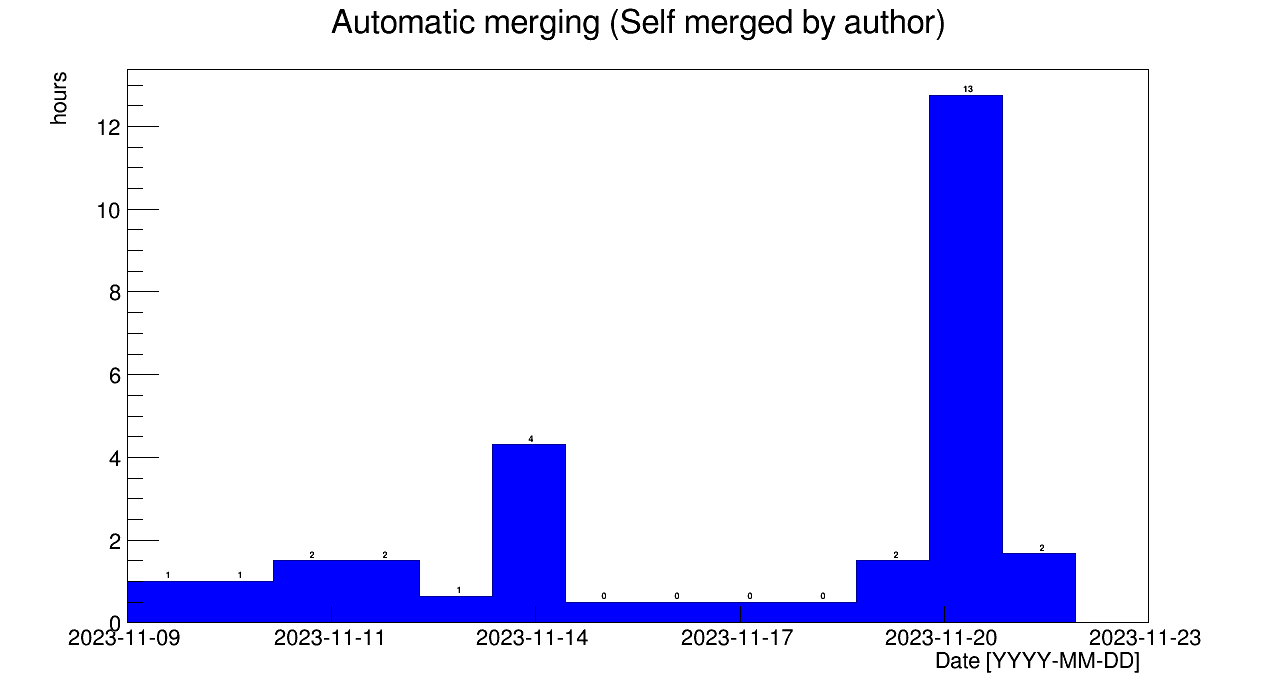 Automatic merging (Self merged by author)
hours
12
10
8
6
4
2
0
1 1 2 2 1 4 0 0 0 0 2 13 2
2023-11-09 2023-11-11 2023-11-14 2023-11-17 2023-11-20 2023-11-23
Date [YYYY-MM-DD]